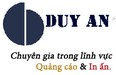 DUY AN
Chuyên gia trong lĩnh vực
Quảng cáo & In ấn.